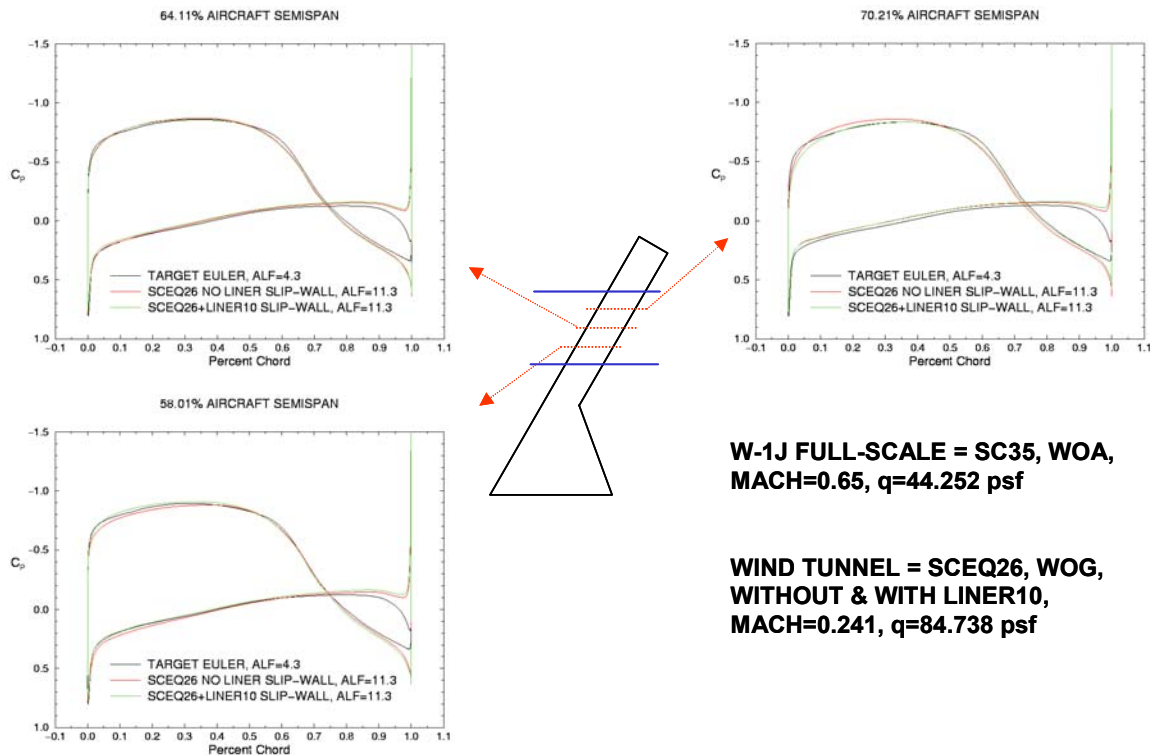 64.11% AIRCRAFT SEMISPAN
-1.5
-1.0
-0.5
0.0
0.5
1.0
C_P
TARGET EULER, ALF=4.3
SCEQ26 NO LINER SLIP-WALL, ALF=11.3
SCEQ26+LINER10 SLIP-WALL, ALF=11.3
-0.1 0.0 0.1 0.2 0.3 0.4 0.5 0.6 0.7 0.8 0.9 1.0 1.1
Percent Chord
70.21% AIRCRAFT SEMISPAN
-1.5
-1.0
-0.5
0.0
0.5
1.0
C_P
TARGET EULER, ALF=4.3
SCEQ26 NO LINER SLIP-WALL, ALF=11.3
SCEQ26+LINER10 SLIP-WALL, ALF=11.3
-0.1 0.0 0.1 0.2 0.3 0.4 0.5 0.6 0.7 0.8 0.9 1.0 1.1
Percent Chord
58.01% AIRCRAFT SEMISPAN
-1.5
-1.0
-0.5
0.0
0.5
1.0
C_P
TARGET EULER, ALF=4.3
SCEQ26 NO LINER SLIP-WALL, ALF=11.3
SCEQ26+LINER10 SLIP-WALL, ALF=11.3
-0.1 0.0 0.1 0.2 0.3 0.4 0.5 0.6 0.7 0.8 0.9 1.0 1.1
Percent Chord
W-1J FULL-SCALE = SC35, WOA,
MACH=0.65, q=44.252 psf
WIND TUNNEL = SCEQ26, WOG,
WITHOUT & WITH LINER10,
MACH=0.241, q=84.738 psf